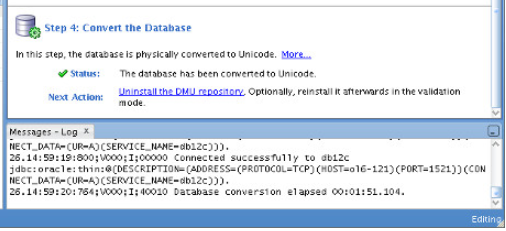 Step 4: Convert the Database
In this step, the database is physically converted to Unicode. More...
Status: The database has been converted to Unicode.
Next Action: Uninstall the DMU repository. Optionally, reinstall it afterwards in the validation
mode.
Messages - Log x
NECT_DATA=(UR=A)(SERVICE_NAME=db12c))).
26.14:59:19:800;V000;I;00000 Connected successfully to db12c
jdbc:oracle:thin:@(DESCRIPTION=(ADDRESS=(PROTOCOL=TCP)(HOST=ol6-121)(PORT=1521))(CON
NECT_DATA=(UR=A)(SERVICE_NAME=db12c))).
26.14:59:20:764;V000;I;40010 Database conversion elapsed 00:01:51.104.
Editing